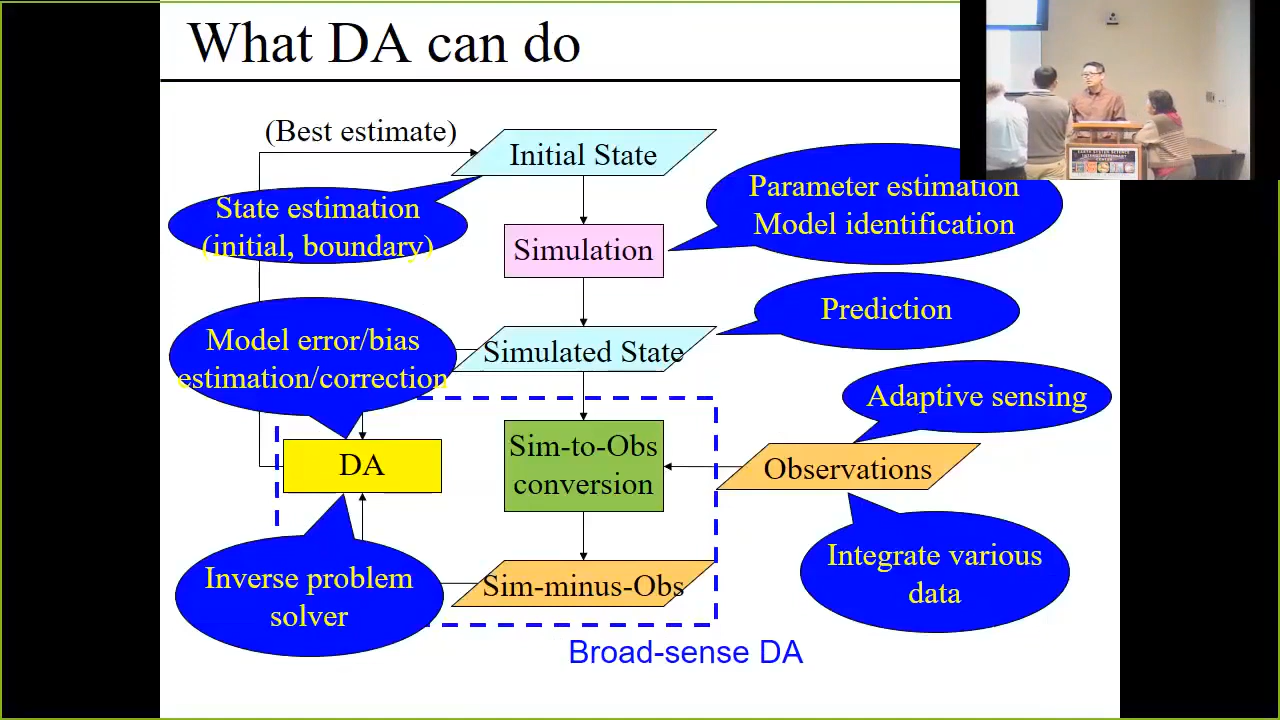 What DA can do
(Best estimate)
Initial State
State estimation
(initial, boundary)
Parameter estimation
Model identification
Simulation
Prediction
Model error/bias
estimation/correction
Simulated State
Adaptive sensing
DA
Sim-to-Obs
conversion
Observations
Integrate various
data
Inverse problem
solver
Sim-minus-Obs
Broad-sense DA